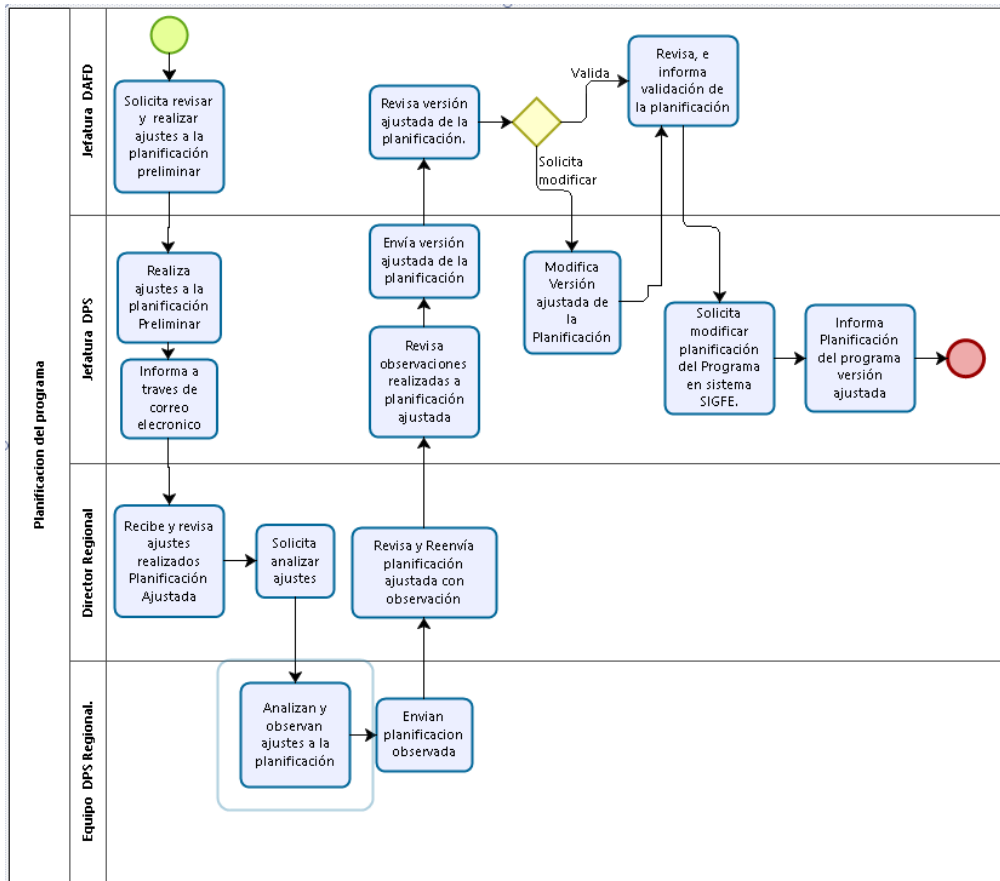 Planificacion del programa
Jefatura DAFD
Solicita revisar
y realizar
ajustes a la
planificación
preliminar
Revisa versión
ajustada de la
planificación.
Valida
Solicita
modificar
Revisa, e
informa
validación de
la planificación
Jefatura DPS
Realiza
ajustes a la
planificación
Preliminar
Informa a
traves de
correo
elecronico
Envía versión
ajustada de la
planificación
Revisa
observaciones
realizadas a
planificación
ajustada
Modifica
Versión
ajustada de
la
Planificación
Solicita
modificar
planificación
del Programa
en sistema
SIGFE.
Informa
Planificación
del programa
versión
ajustada
Director Regional
Recibe y revisa
ajustes
realizados
Planificación
Ajustada
Solicita
analizar
ajustes
Revisa y Reenvía
planificación
ajustada con
observación
Equipo DPS Regional.
Analizan y
observan
ajustes a la
planificación
Envian
planificacion
observada